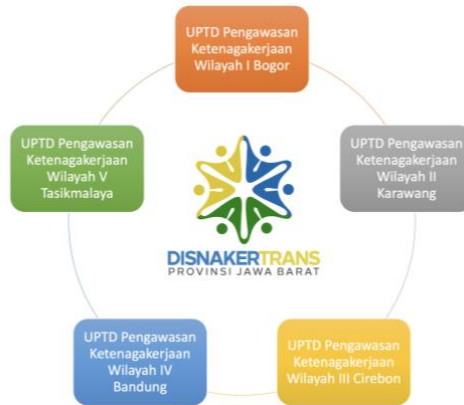 UPTD Pengawasan
Ketenagakerjaan
Wilayah I Bogor
UPTD Pengawasan
Ketenagakerjaan
Wilayah II
Karawang
UPTD Pengawasan
Ketenagakerjaan
Wilayah III Cirebon
UPTD Pengawasan
Ketenagakerjaan
Wilayah IV
Bandung
UPTD Pengawasan
Ketenagakerjaan
Wilayah V
Tasikmalaya
DISNAKERTRANS
PROVINSI JAWA BARAT